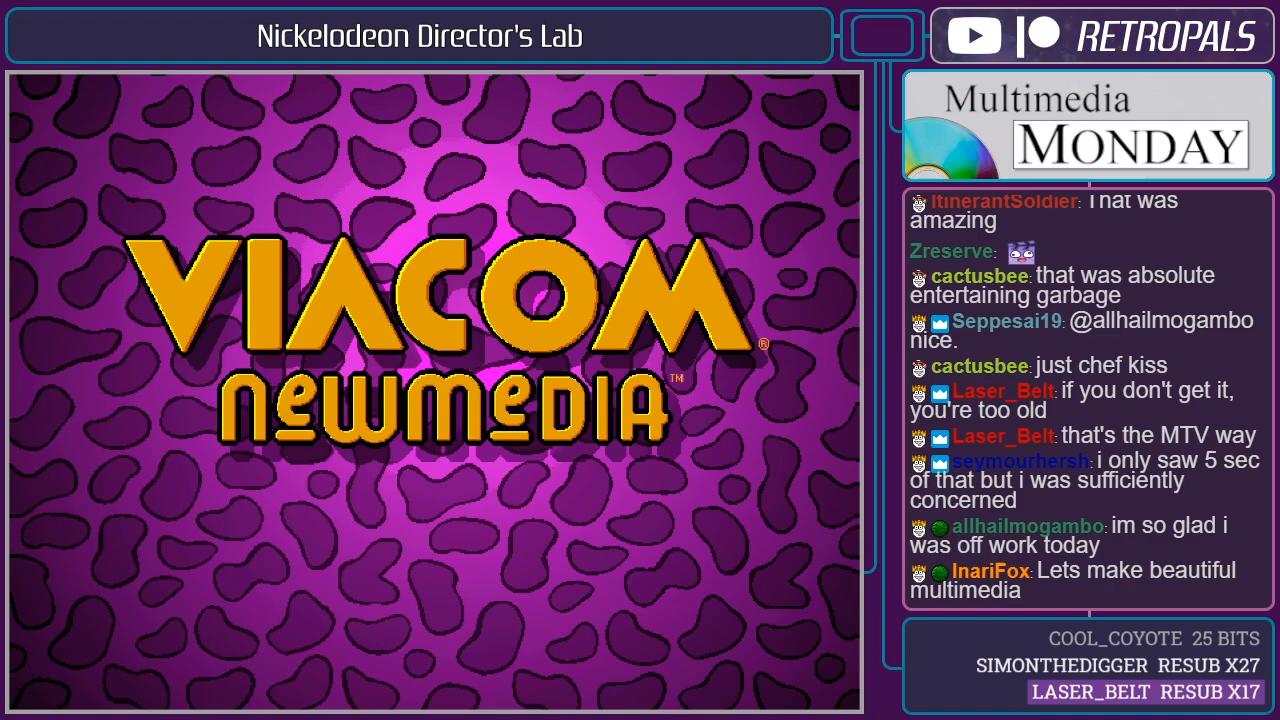 Nickelodeon Director's Lab
RETROPALS
Multimedia
MONDAY
VIACOM®
newmedia™
ItinerantSoldier: That was
amazing
Zreserve:
cactusbee: that was absolute
entertaining garbage
Seppesai19: @allhailmogambo
nice.
cactusbee: just chef kiss
Laser_Belt: if you don't get it,
you're too old
Laser_Belt: that's the MTV way
seymourhersh: i only saw 5 sec
of that but i was sufficiently
concerned
allhailmogambo: im so glad i
was off work today
InariFox: Lets make beautiful
multimedia
COOL_COYOTE 25 BITS
SIMONTHEDIGGER RESUB X27
LASER_BELT RESUB X17